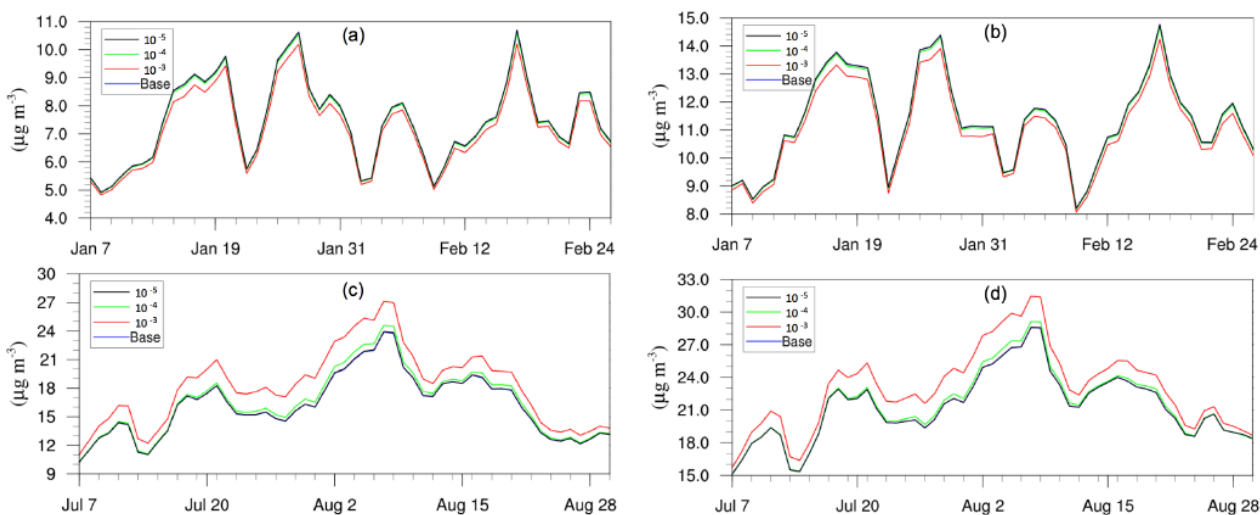 (a)
10⁻⁵
10⁻⁴
10⁻³
Base
(µg m⁻³)
11.0
10.0
9.0
8.0
7.0
6.0
5.0
4.0
Jan 7 Jan 19 Jan 31 Feb 12 Feb 24
(b)
10⁻⁵
10⁻⁴
10⁻³
Base
(µg m⁻³)
15.0
14.0
13.0
12.0
11.0
10.0
9.0
8.0
Jan 7 Jan 19 Jan 31 Feb 12 Feb 24
(c)
10⁻⁵
10⁻⁴
10⁻³
Base
(µg m⁻³)
30
27
24
21
18
15
12
9
Jul 7 Jul 20 Aug 2 Aug 15 Aug 28
(d)
10⁻⁵
10⁻⁴
10⁻³
Base
(µg m⁻³)
33.0
30.0
27.0
24.0
21.0
18.0
15.0
Jul 7 Jul 20 Aug 2 Aug 15 Aug 28